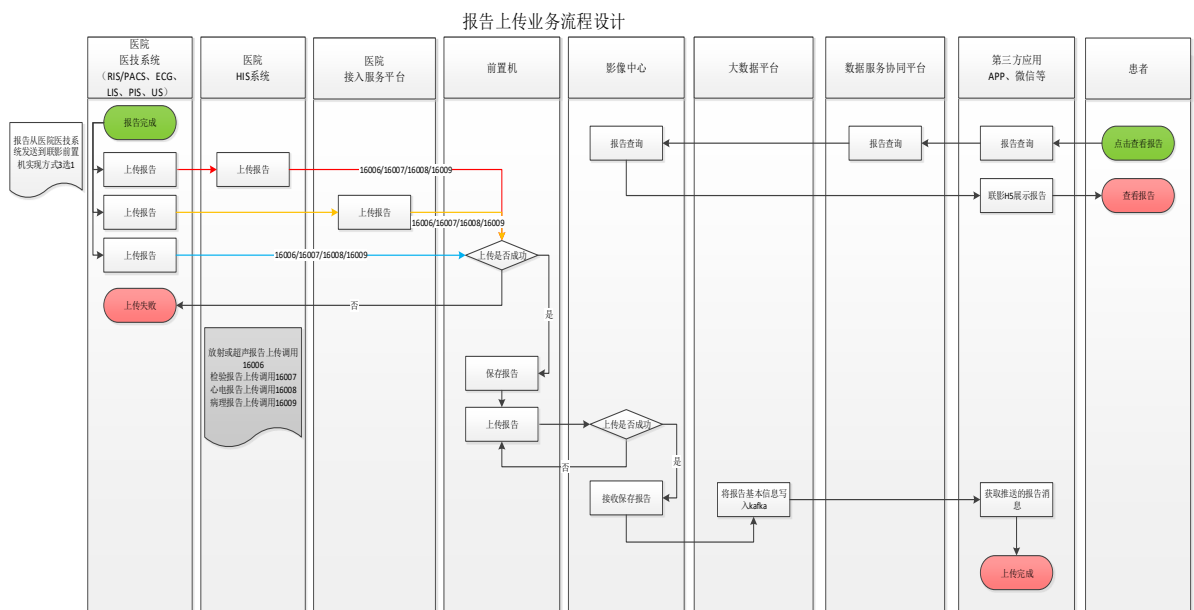 报告上传业务流程设计
医院
医技系统
（RIS/PACS、ECG、
LIS、PIS、US）
医院
HIS系统
医院
接入服务平台
前置机
影像中心
大数据平台
数据服务协同平台
第三方应用
APP、微信等
患者
报告完成
报告从医院医技系
统发送到联影前置
机实现方式3选1
报告查询
报告查询
报告查询
点击查看报告
上传报告
上传报告
16006/16007/16008/16009
联影H5展示报告
查看报告
上传报告
上传报告
16006/16007/16008/16009
上传报告
16006/16007/16008/16009
上传是否成功
上传失败
否
是
放射或超声报告上传调用
16006
检验报告上传调用16007
心电报告上传调用16008
病理报告上传调用16009
保存报告
上传报告
上传是否成功
否
是
接收保存报告
将报告基本信息写
入kafka
获取推送的报告消
息
上传完成